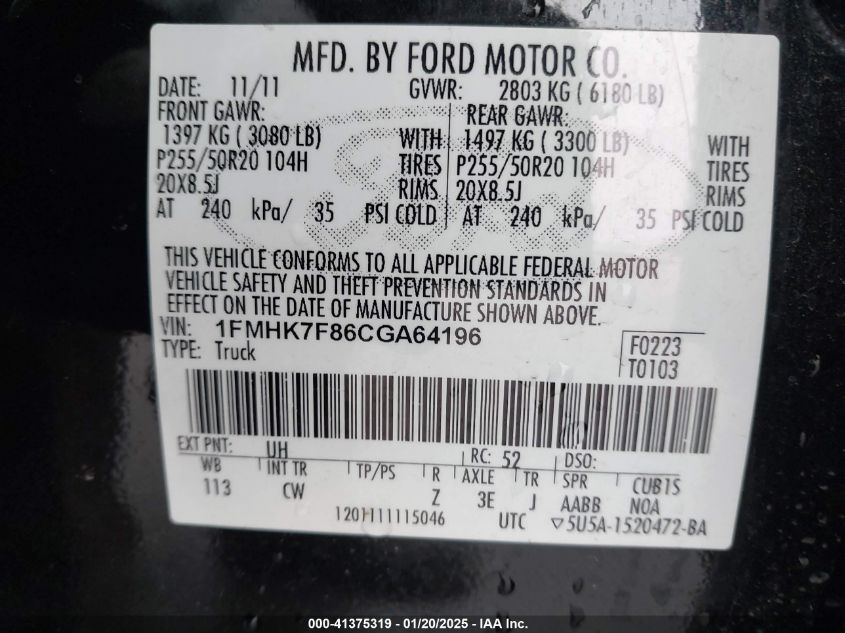 MFD. BY FORD MOTOR CO.
DATE: 11/11 GVWR: 2803 KG ( 6180 LB)
FRONT GAWR: REAR GAWR:
1397 KG ( 3080 LB) WITH 1497 KG ( 3300 LB) WITH
P255/50R20 104H TIRES P255/50R20 104H TIRES
20X8.5J RIMS 20X8.5J RIMS
AT 240 kPa/ 35 PSI COLD AT 240 kPa/ 35 PSI COLD
THIS VEHICLE CONFORMS TO ALL APPLICABLE FEDERAL MOTOR
VEHICLE SAFETY AND THEFT PREVENTION STANDARDS IN
EFFECT ON THE DATE OF MANUFACTURE SHOWN ABOVE.
VIN: 1FMHK7F86CGA64196
TYPE: Truck
F0223
T0103
EXT PNT: UH RC: 52 DSO:
WB INT TR TP/PS R AXLE TR SPR CUB1S
113 CW Z 3E J AABB NOA
1201111115046 UTC ▽5U5A-1520472-BA
000-41375319 - 01/20/2025 - IAA Inc.